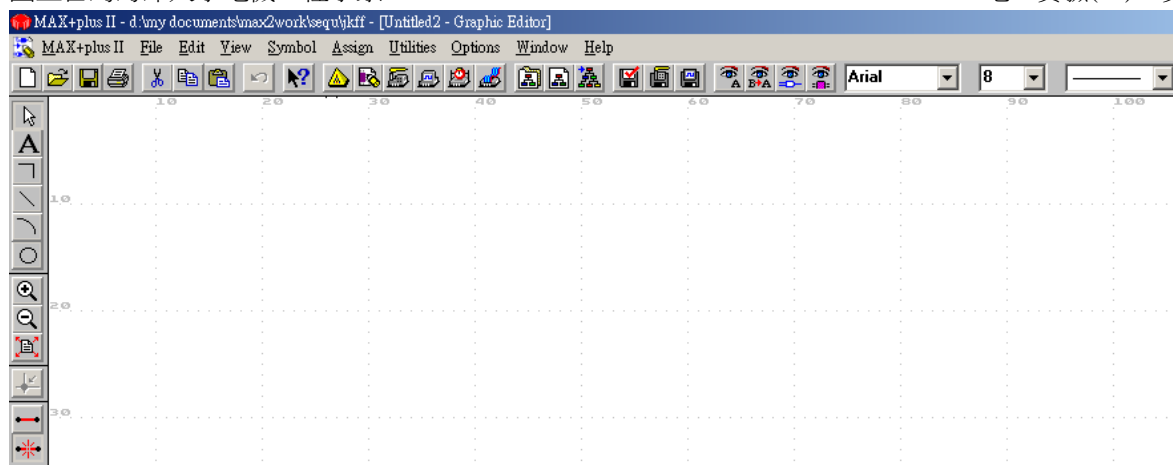 MAX+plus II - d:\my documents\max2work\sequ\jkff - [Untitled2 - Graphic Editor]
MAX+plus II File Edit View Symbol Assign Utilities Options Window Help
Arial 8
10 20 30 40 50 60 70 80 90 100
A
10
20
30